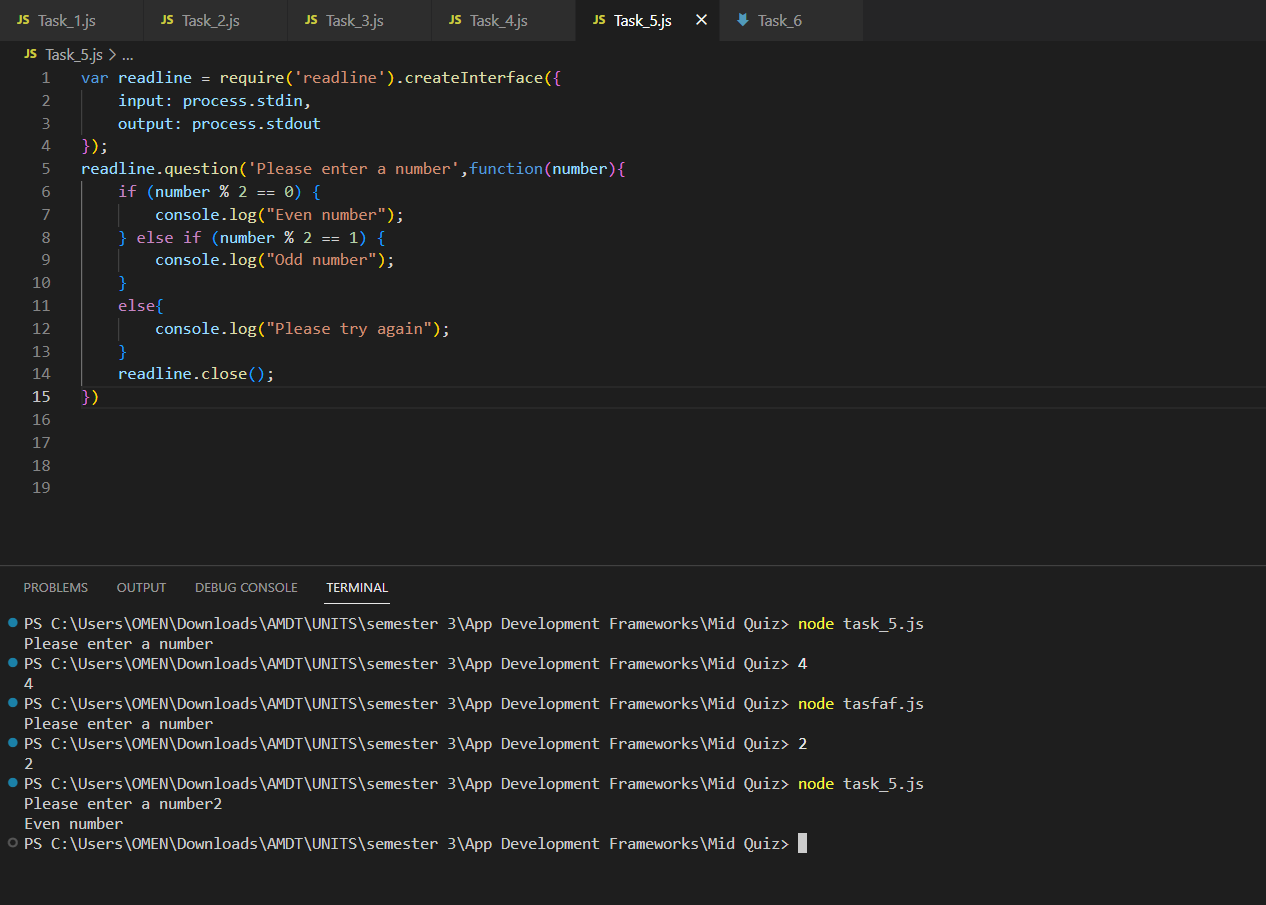 JS Task_1.js JS Task_2.js JS Task_3.js JS Task_4.js JS Task_5.js × Task_6
JS Task_5.js > ...
1 var readline = require('readline').createInterface({
2     input: process.stdin,
3     output: process.stdout
4 });
5 readline.question('Please enter a number',function(number){
6     if (number % 2 == 0) {
7         console.log("Even number");
8     } else if (number % 2 == 1) {
9         console.log("Odd number");
10     }
11     else{
12         console.log("Please try again");
13     }
14     readline.close();
15 })
16
17
18
19
PROBLEMS OUTPUT DEBUG CONSOLE TERMINAL
PS C:\Users\OMEN\Downloads\AMDT\UNITS\semester 3\App Development Frameworks\Mid Quiz> node task_5.js
Please enter a number
PS C:\Users\OMEN\Downloads\AMDT\UNITS\semester 3\App Development Frameworks\Mid Quiz> 4
4
PS C:\Users\OMEN\Downloads\AMDT\UNITS\semester 3\App Development Frameworks\Mid Quiz> node tasfaf.js
Please enter a number
PS C:\Users\OMEN\Downloads\AMDT\UNITS\semester 3\App Development Frameworks\Mid Quiz> 2
2
PS C:\Users\OMEN\Downloads\AMDT\UNITS\semester 3\App Development Frameworks\Mid Quiz> node task_5.js
Please enter a number2
Even number
PS C:\Users\OMEN\Downloads\AMDT\UNITS\semester 3\App Development Frameworks\Mid Quiz>